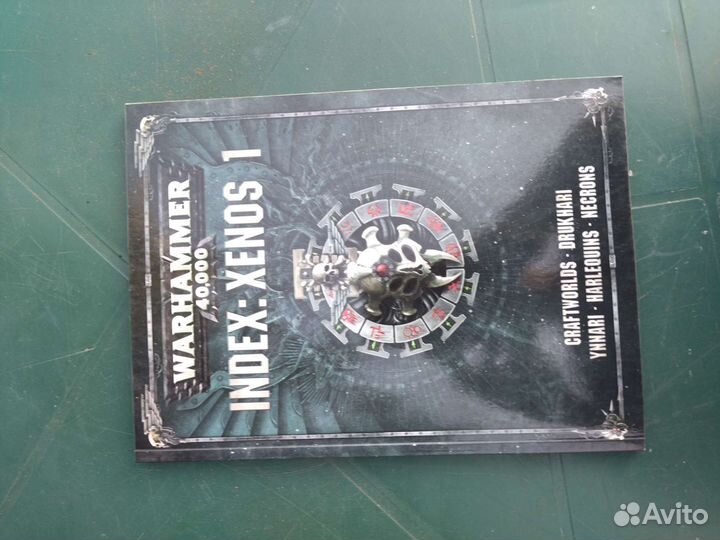 WARHAMMER
40,000
INDEX: XENOS 1
CRAFTWORLDS · DRUKHARI
YNNARI · HARLEQUINS · NECRONS
Avito